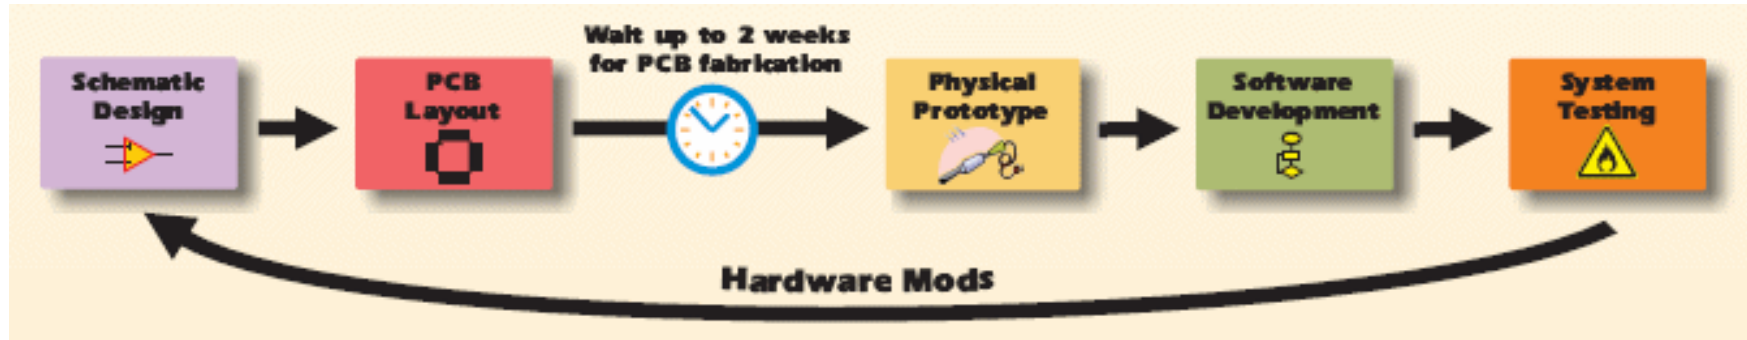 Wait up to 2 weeks
for PCB fabrication
Schematic
Design
PCB
Layout
Physical
Prototype
Software
Development
System
Testing
Hardware Mods